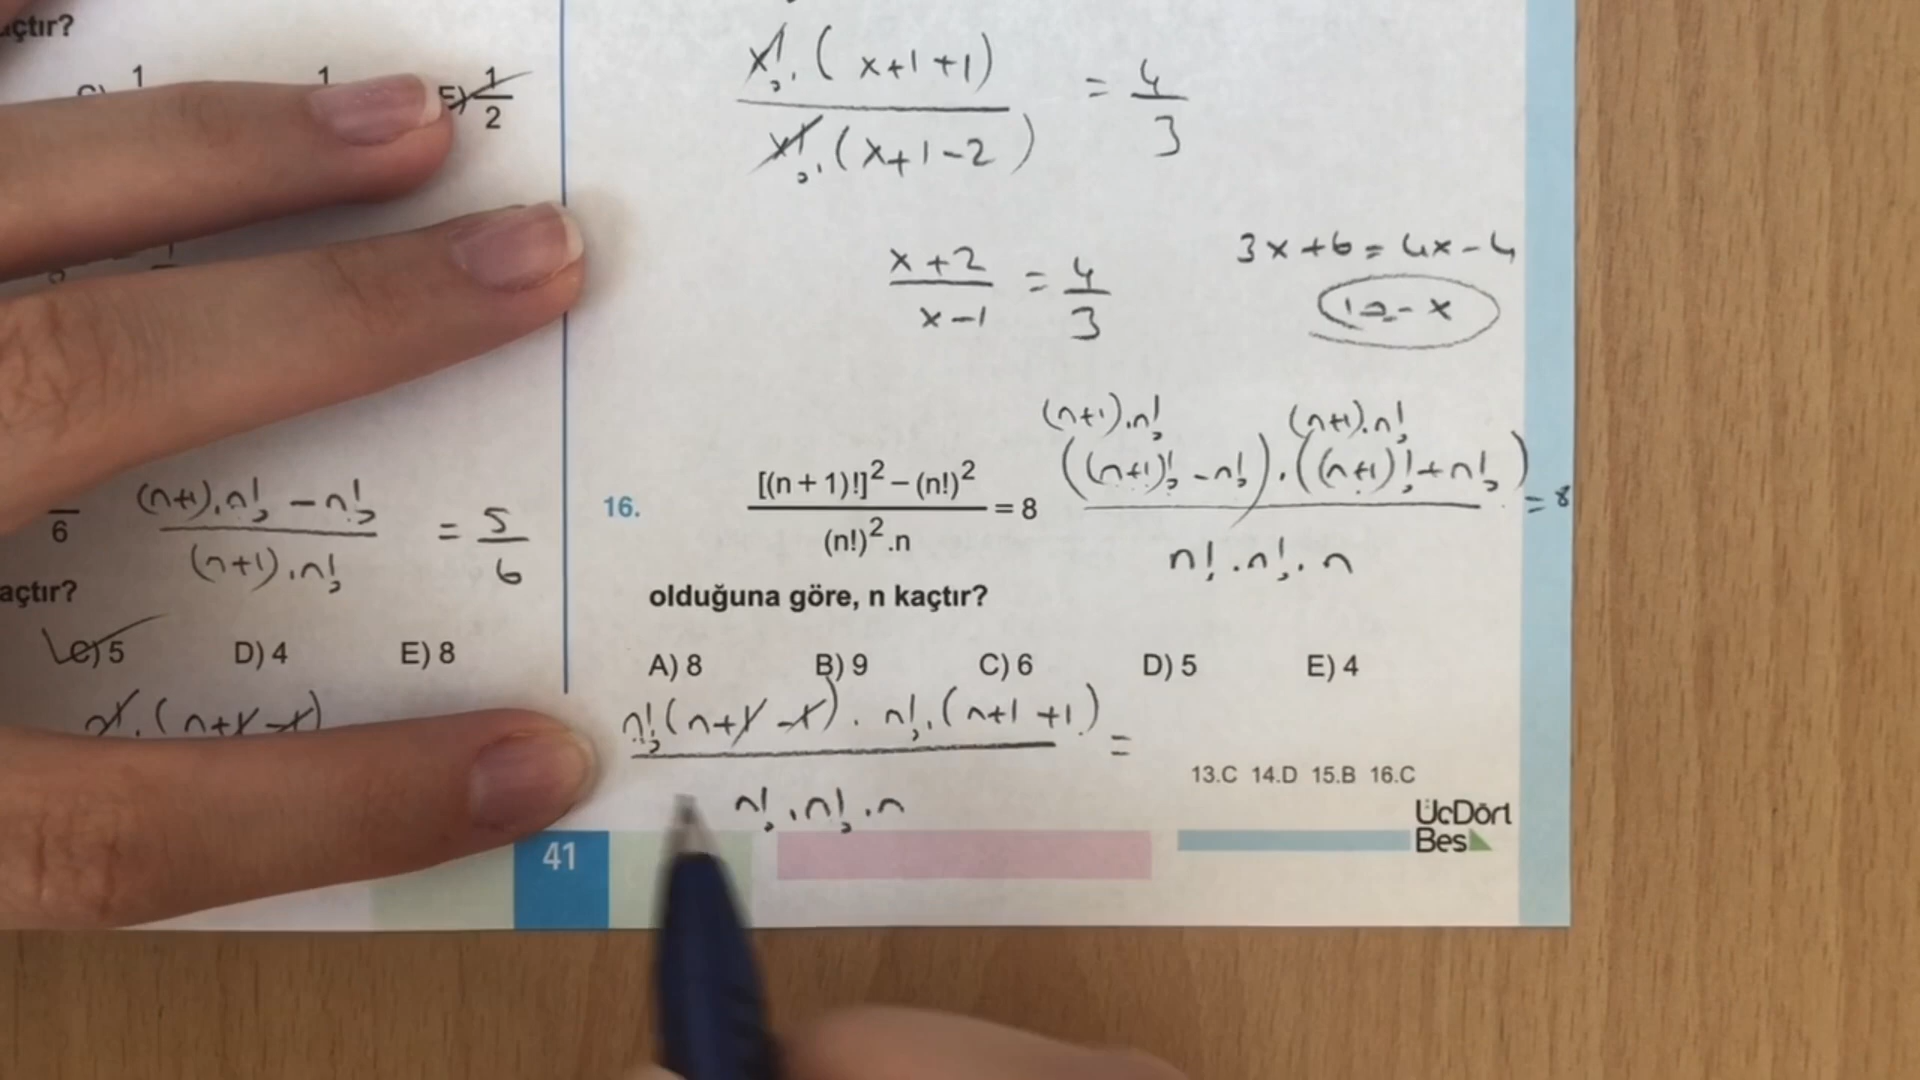 açtır?
1
1
E) 1/2
6
(n+1).n! - n! / (n+1).n! = 5/6
açtır?
C) 5 D) 4 E) 8
n!.(n+1-1)
x!.(x+1+1) / x!.(x+1-2) = 4/3
x+2 / x-1 = 4/3
3x+6=4x-4
(n+1).n! (n+1).n!
16. [(n+1)!]² – (n!)² / (n!)².n = 8
((n+1)! - n!).((n+1)!+n!) / n!.n!.n = 8
olduğuna göre, n kaçtır?
A) 8 B) 9 C) 6 D) 5 E) 4
n!(n+1-1).n!.(n+1+1) / n!.n!.n =
13.C 14.D 15.B 16.C
ÜçDört
Beş
41